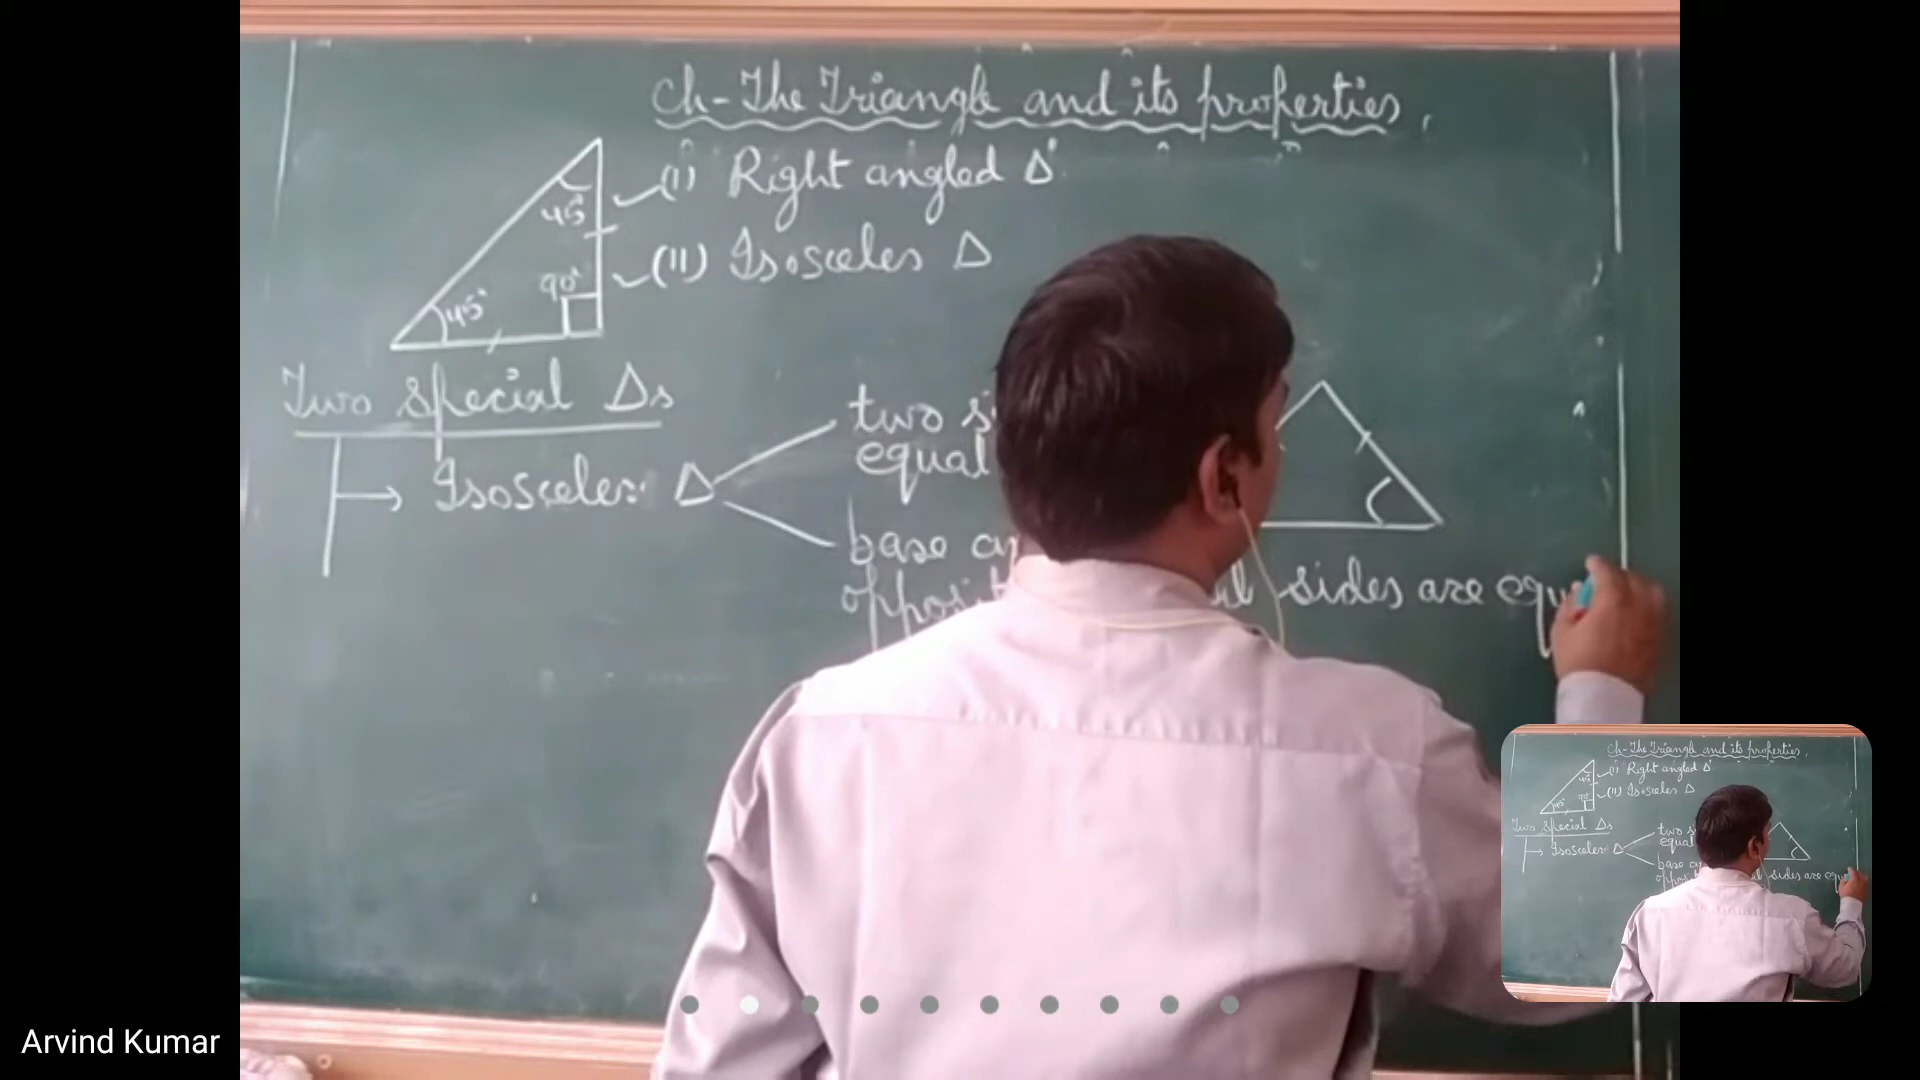 Ch-The Triangle and its properties.
(I) Right angled Δ
(II) Isosceles Δ
45°
90°
45°
Two Special Δs
two
equal
→ Isosceles Δ
base
sides are
Arvind Kumar